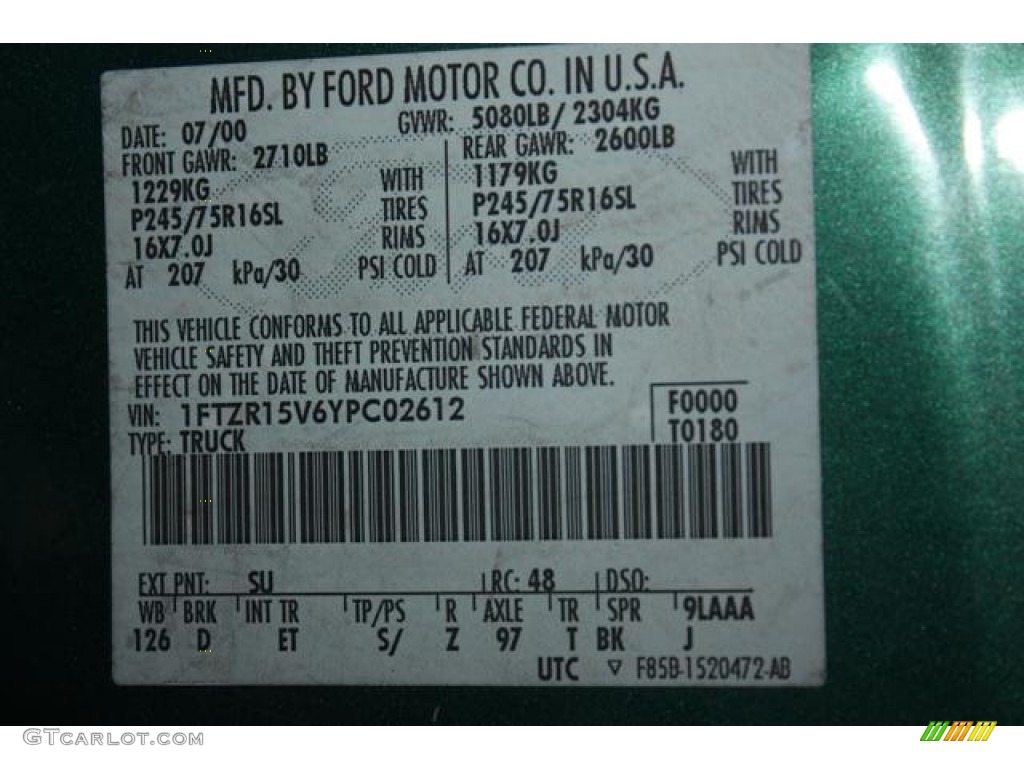 MFD. BY FORD MOTOR CO. IN U.S.A.
DATE: 07/00 GVWR: 5080LB/ 2304KG
FRONT GAWR: 2710LB REAR GAWR: 2600LB
1229KG WITH 1179KG WITH
P245/75R16SL TIRES P245/75R16SL TIRES
16X7.0J RIMS 16X7.0J RIMS
AT 207 kPa/30 PSI COLD AT 207 kPa/30 PSI COLD
THIS VEHICLE CONFORMS TO ALL APPLICABLE FEDERAL MOTOR
VEHICLE SAFETY AND THEFT PREVENTION STANDARDS IN
EFFECT ON THE DATE OF MANUFACTURE SHOWN ABOVE.
VIN: 1FTZR15V6YPC02612 F0000
TYPE: TRUCK T0180
EXT PNT: SU RC: 48 DSO:
WB BRK INT TR TP/PS R AXLE TR SPR 9LAAA
126 D ET S/ Z 97 T BK J
UTC F85B-1520472-AB
GTCARLOT.COM